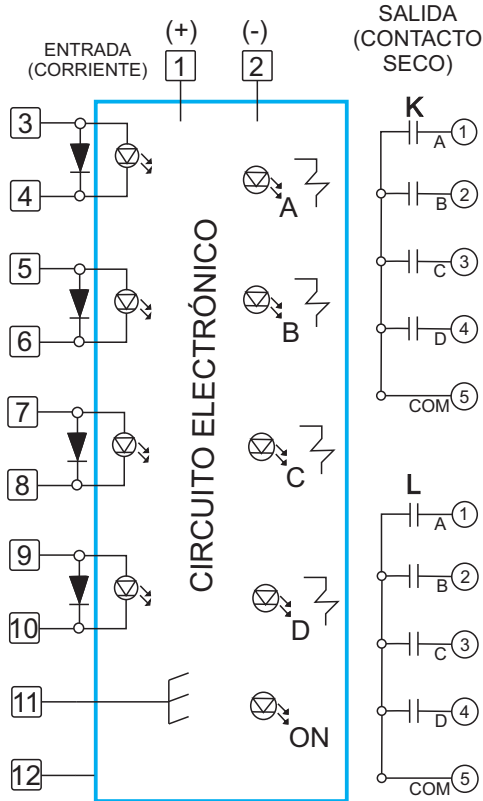 ENTRADA
(CORRIENTE)
(+)
(-)
1
2
SALIDA
(CONTACTO
SECO)
3
4
5
6
7
8
9
10
11
12
CIRCUITO ELECTRÓNICO
A
B
C
D
ON
K
A 1
B 2
C 3
D 4
COM 5
L
A 1
B 2
C 3
D 4
COM 5